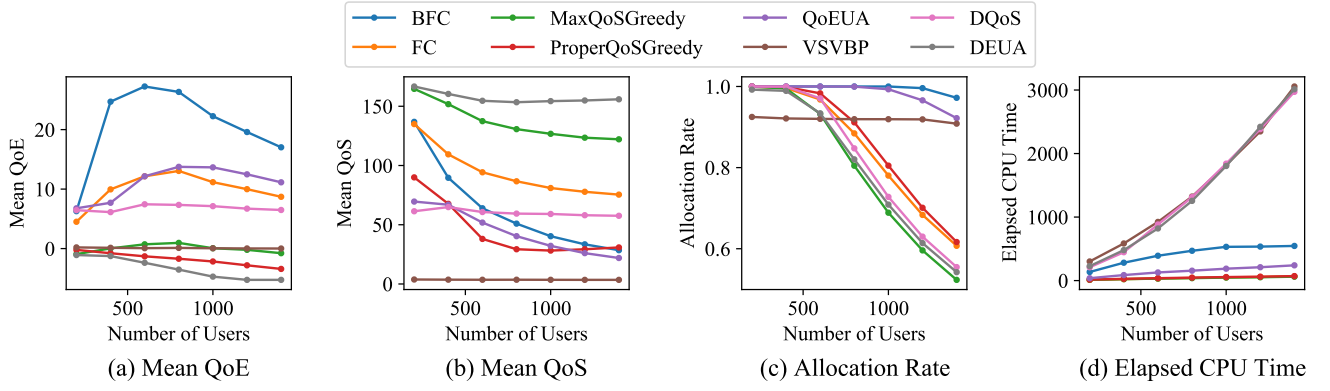 BFC MaxQoSGreedy QoEUA DQoS
FC ProperQoSGreedy VSVBP DEUA
Mean QoE
20
10
0
500 1000
Number of Users
(a) Mean QoE
Mean QoS
150
100
50
0
500 1000
Number of Users
(b) Mean QoS
Allocation Rate
1.0
0.8
0.6
500 1000
Number of Users
(c) Allocation Rate
Elapsed CPU Time
3000
2000
1000
0
500 1000
Number of Users
(d) Elapsed CPU Time